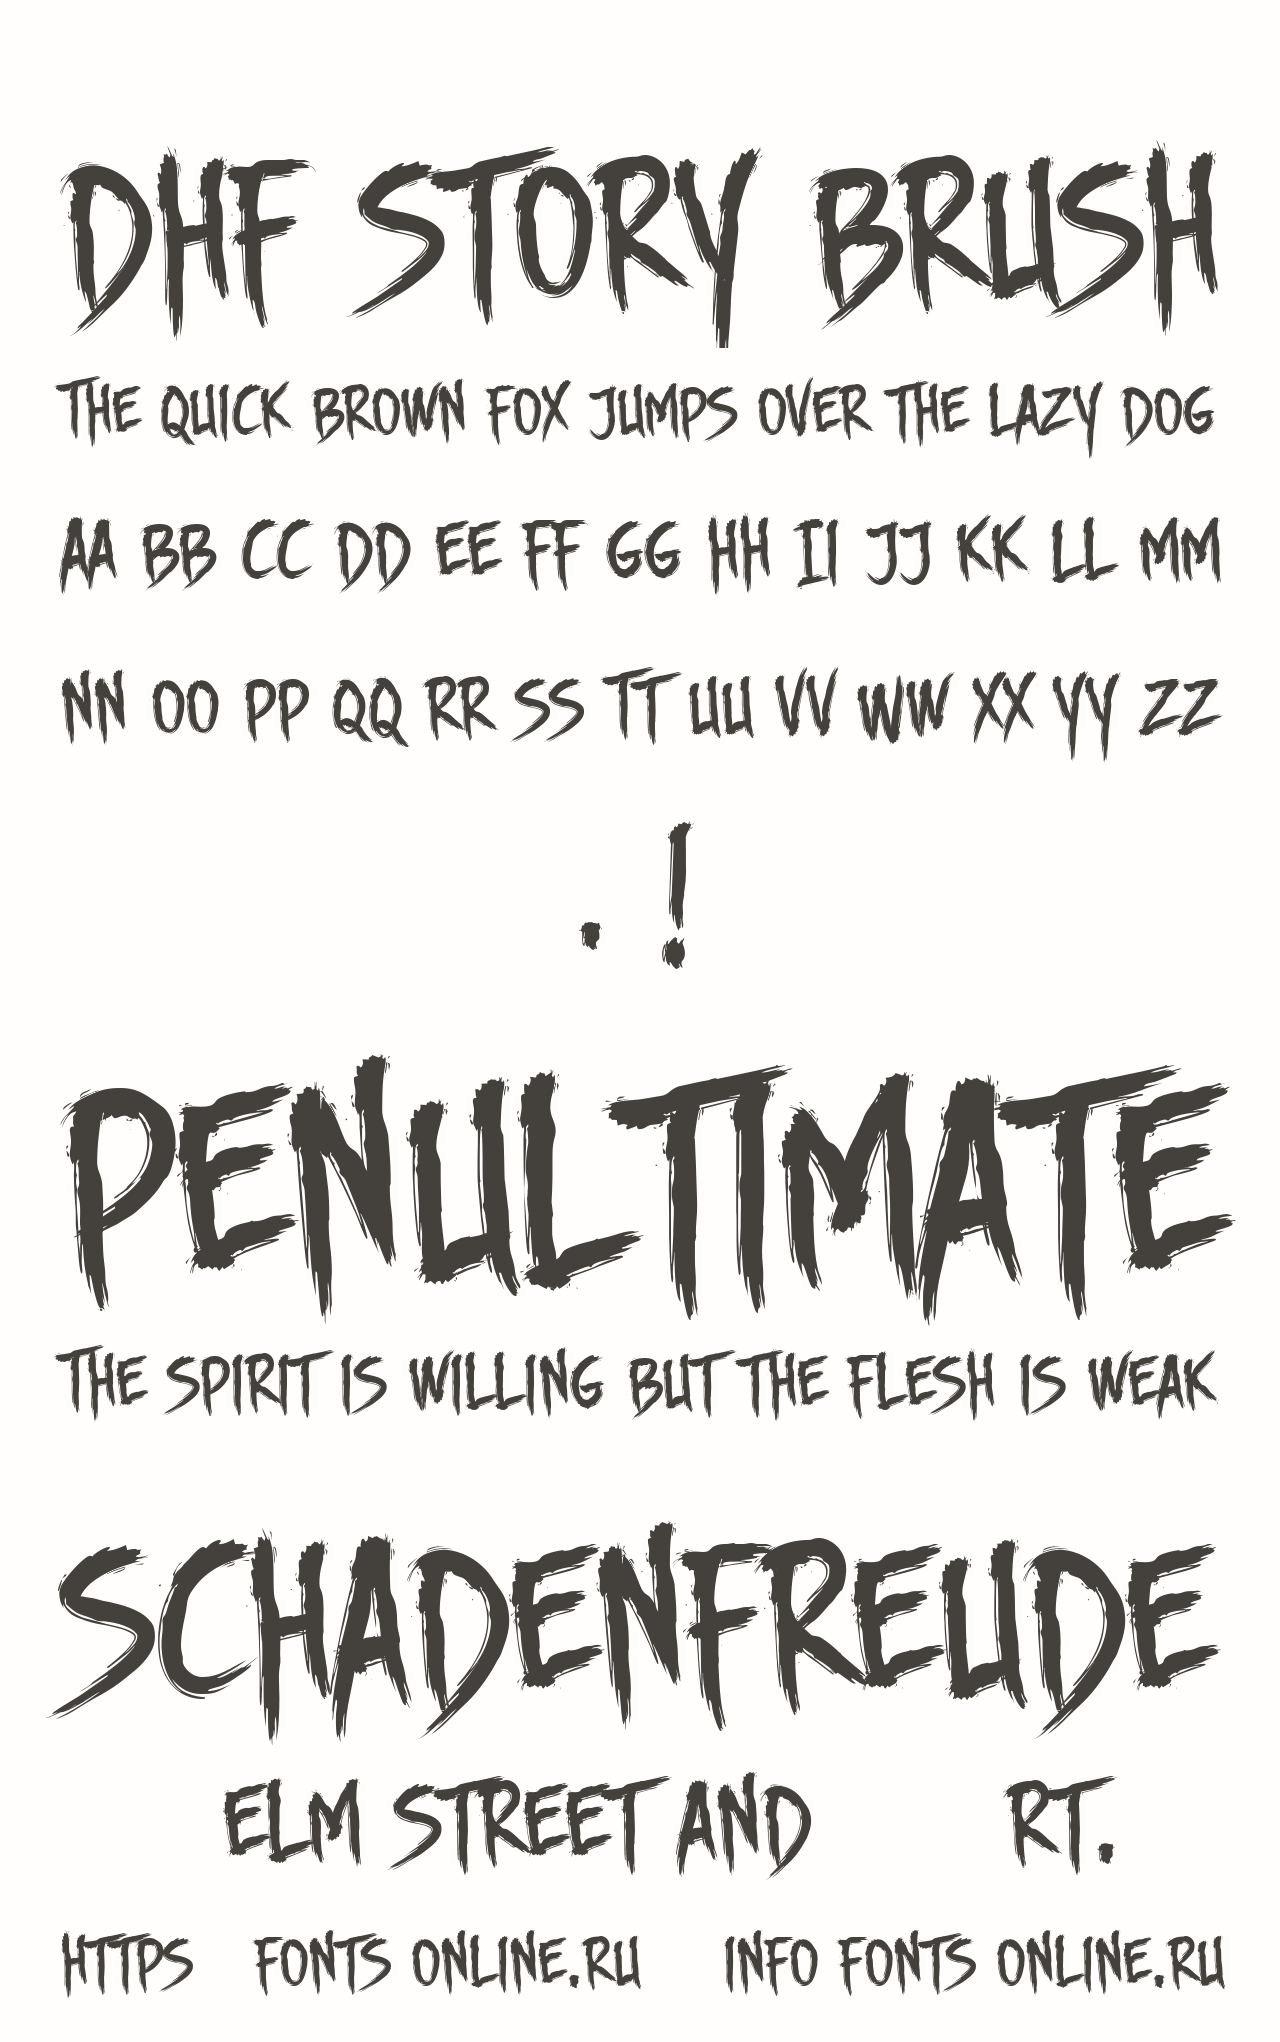 DHF STORY BRUSH
THE QUICK BROWN FOX JUMPS OVER THE LAZY DOG
AA BB CC DD EE FF GG HH II JJ KK LL MM
NN OO PP QQ RR SS TT UU VV WW XX YY ZZ
. !
PENULTIMATE
THE SPIRIT IS WILLING BUT THE FLESH IS WEAK
SCHADENFREUDE
ELM STREET AND RT.
HTTPS FONTS ONLINE.RU INFO FONTS ONLINE.RU